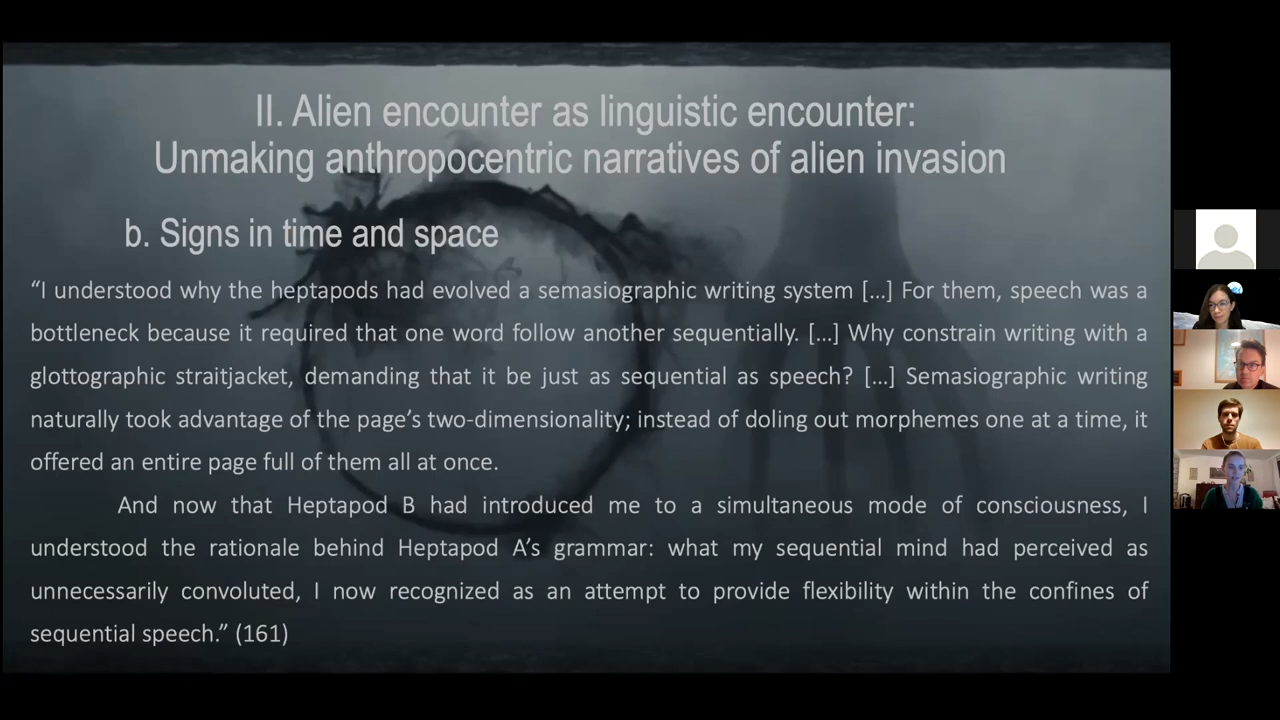 II. Alien encounter as linguistic encounter:
Unmaking anthropocentric narratives of alien invasion
b. Signs in time and space
“I understood why the heptapods had evolved a semasiographic writing system [...] For them, speech was a
bottleneck because it required that one word follow another sequentially. [...] Why constrain writing with a
glottographic straitjacket, demanding that it be just as sequential as speech? [...] Semasiographic writing
naturally took advantage of the page’s two-dimensionality; instead of doling out morphemes one at a time, it
offered an entire page full of them all at once.
And now that Heptapod B had introduced me to a simultaneous mode of consciousness, I
understood the rationale behind Heptapod A’s grammar: what my sequential mind had perceived as
unnecessarily convoluted, I now recognized as an attempt to provide flexibility within the confines of
sequential speech.” (161)